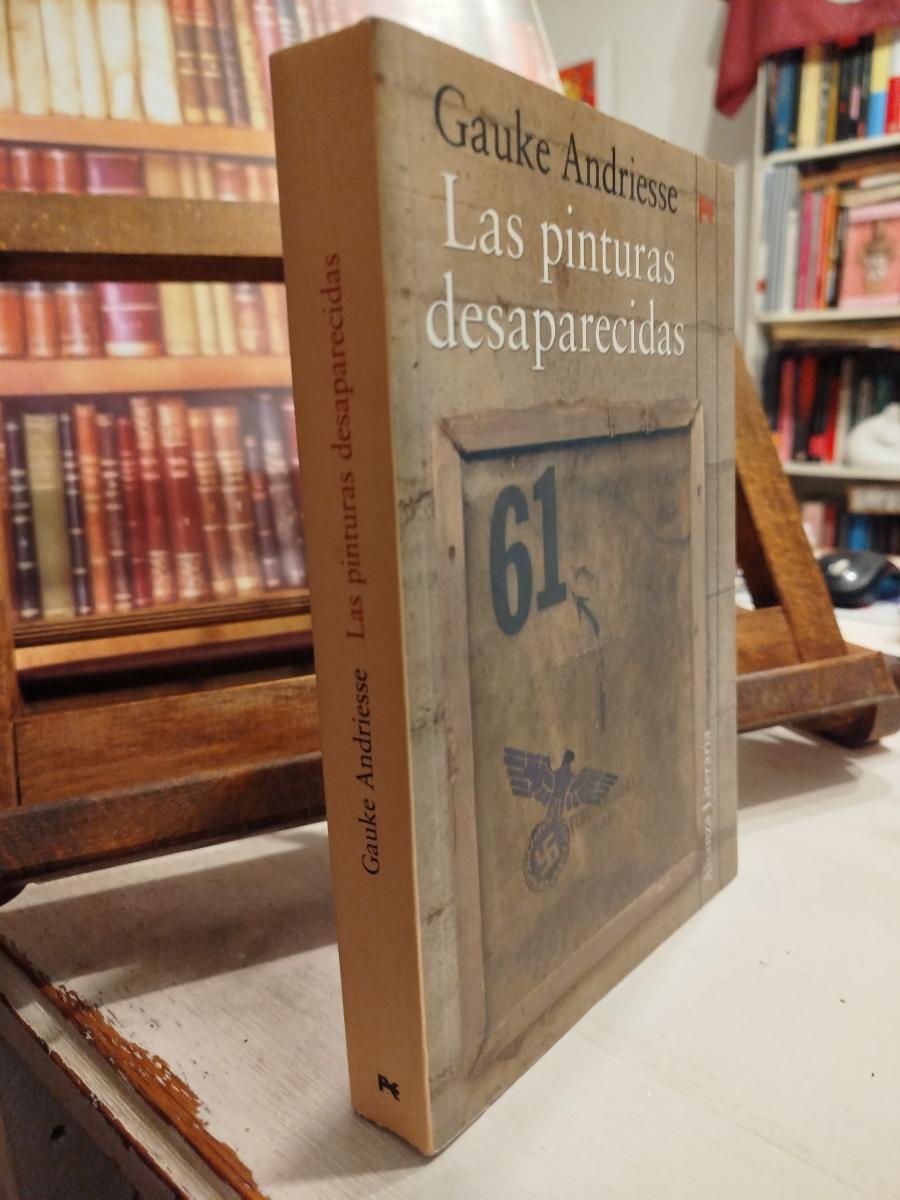 Gauke Andriesse
Las pinturas
desaparecidas
61
Alianza Literaria
Gauke Andriesse Las pinturas desaparecidas